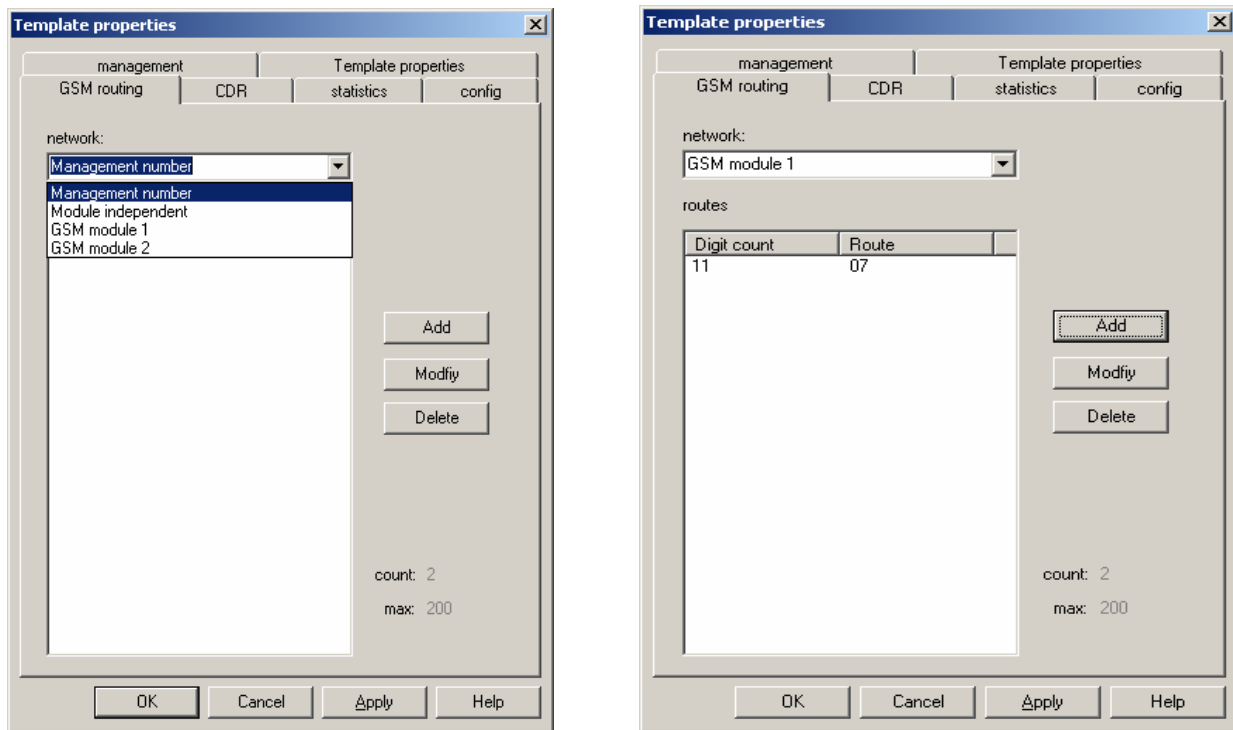 Template properties
management Template properties
GSM routing CDR statistics config
network:
Management number
Management number
Module independent
GSM module 1
GSM module 2
Add
Modfiy
Delete
count: 2
max: 200
OK Cancel Apply Help
Template properties
management Template properties
GSM routing CDR statistics config
network:
GSM module 1
routes
Digit count Route
11 07
Add
Modfiy
Delete
count: 2
max: 200
OK Cancel Apply Help